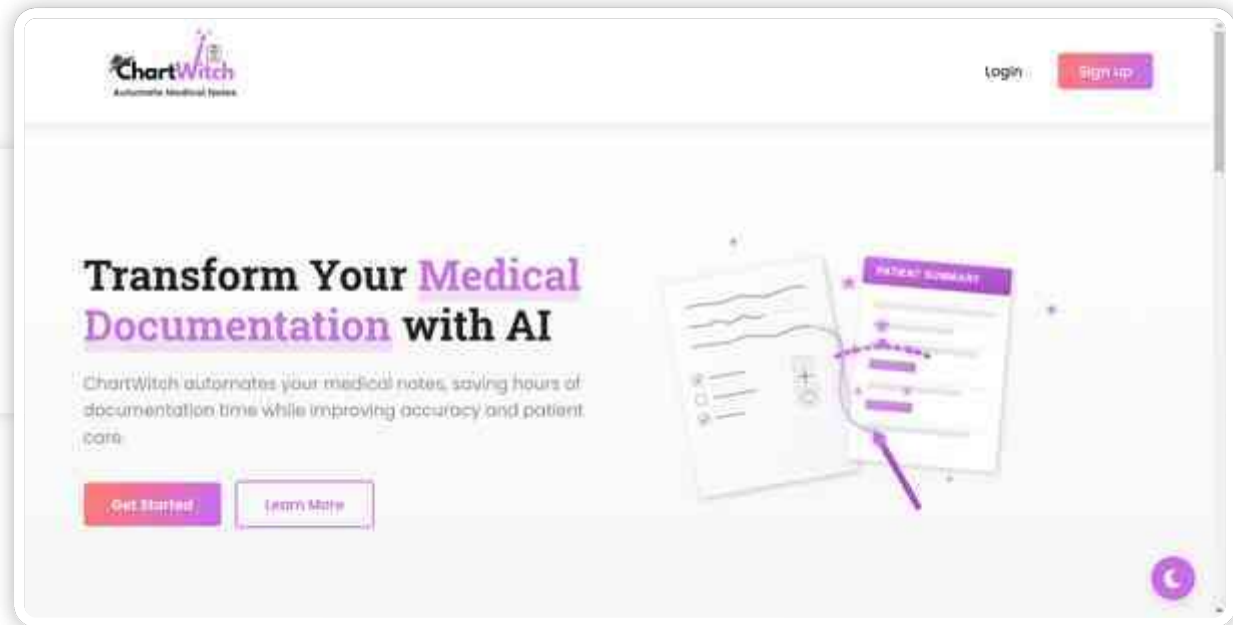 ChartWitch
Automate Medical Notes
Login
Sign up
Transform Your Medical
Documentation with AI
ChartWitch automates your medical notes, saving hours of
documentation time while improving accuracy and patient
care.
Get Started
Learn More
PATIENT SUMMARY